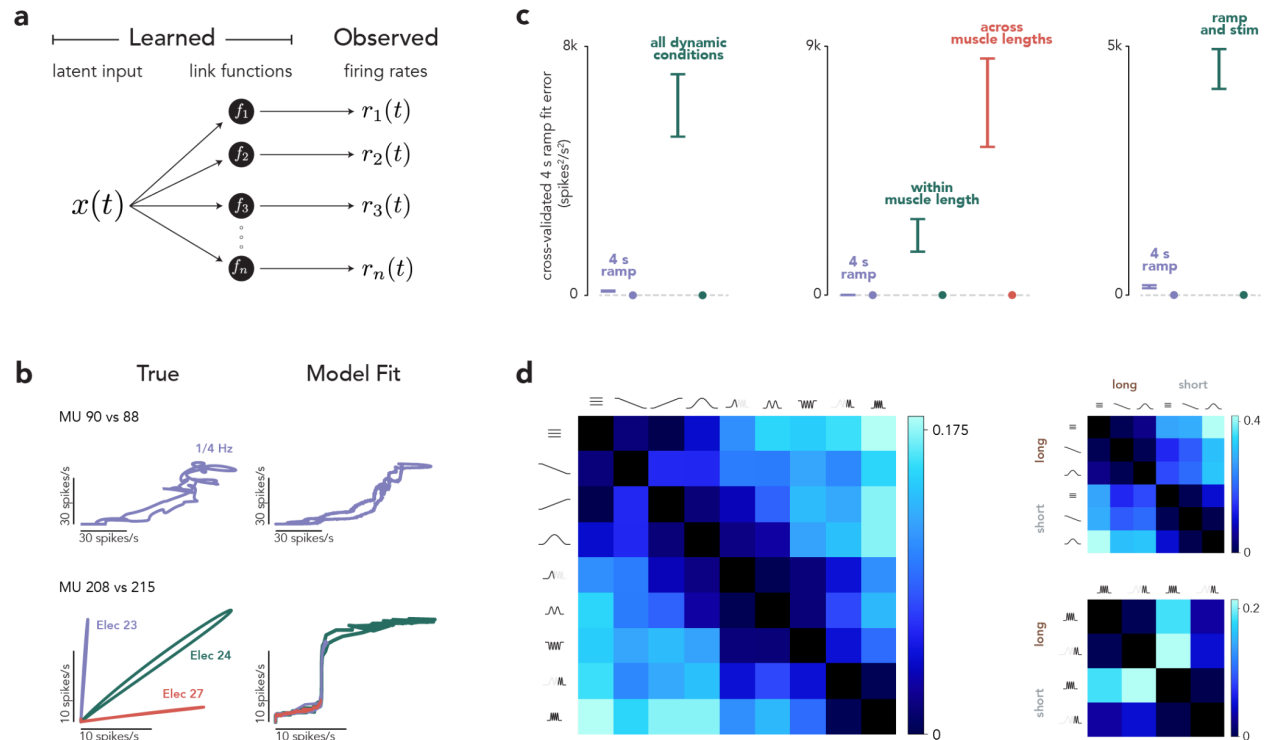 a
Learned
Observed
latent input
link functions
firing rates
x(t)
f1
f2
f3
fn
r1(t)
r2(t)
r3(t)
rn(t)
b
True
Model Fit
MU 90 vs 88
1/4 Hz
30 spikes/s
30 spikes/s
30 spikes/s
30 spikes/s
MU 208 vs 215
Elec 23
Elec 24
Elec 27
10 spikes/s
10 spikes/s
10 spikes/s
10 spikes/s
c
cross-validated 4 s ramp fit error
(spikes²/s²)
8k
0
4 s
ramp
all dynamic
conditions
9k
0
4 s
ramp
within
muscle length
across
muscle lengths
5k
0
4 s
ramp
ramp
and stim
d
0.175
0
long
short
long
short
0.4
0
long
short
0.2
0